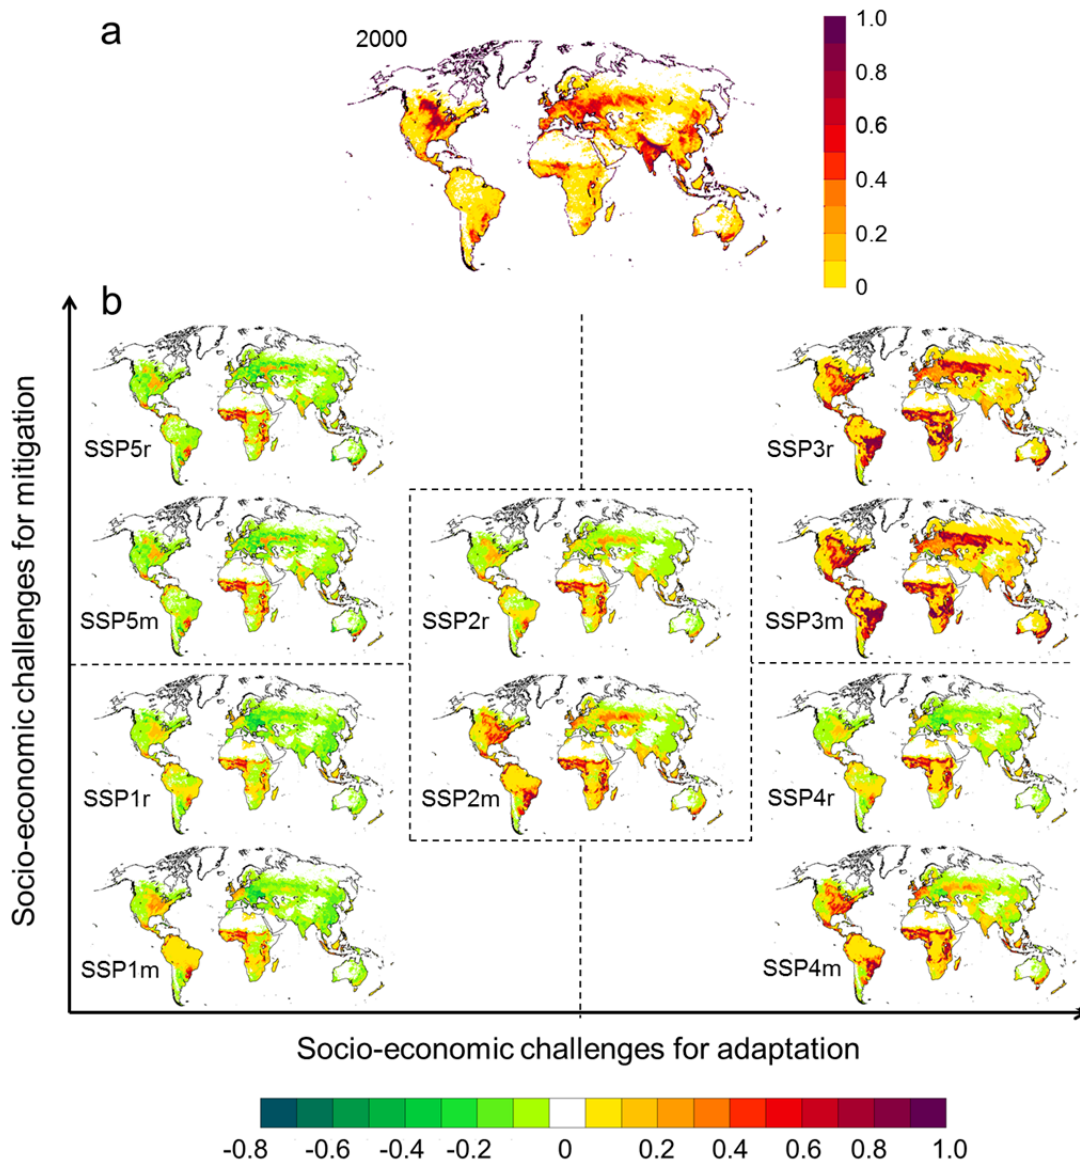 a
2000
1.0
0.8
0.6
0.4
0.2
0
b
Socio-economic challenges for mitigation
SSP5r
SSP3r
SSP5m
SSP2r
SSP3m
SSP1r
SSP2m
SSP4r
SSP1m
SSP4m
Socio-economic challenges for adaptation
-0.8 -0.6 -0.4 -0.2 0 0.2 0.4 0.6 0.8 1.0